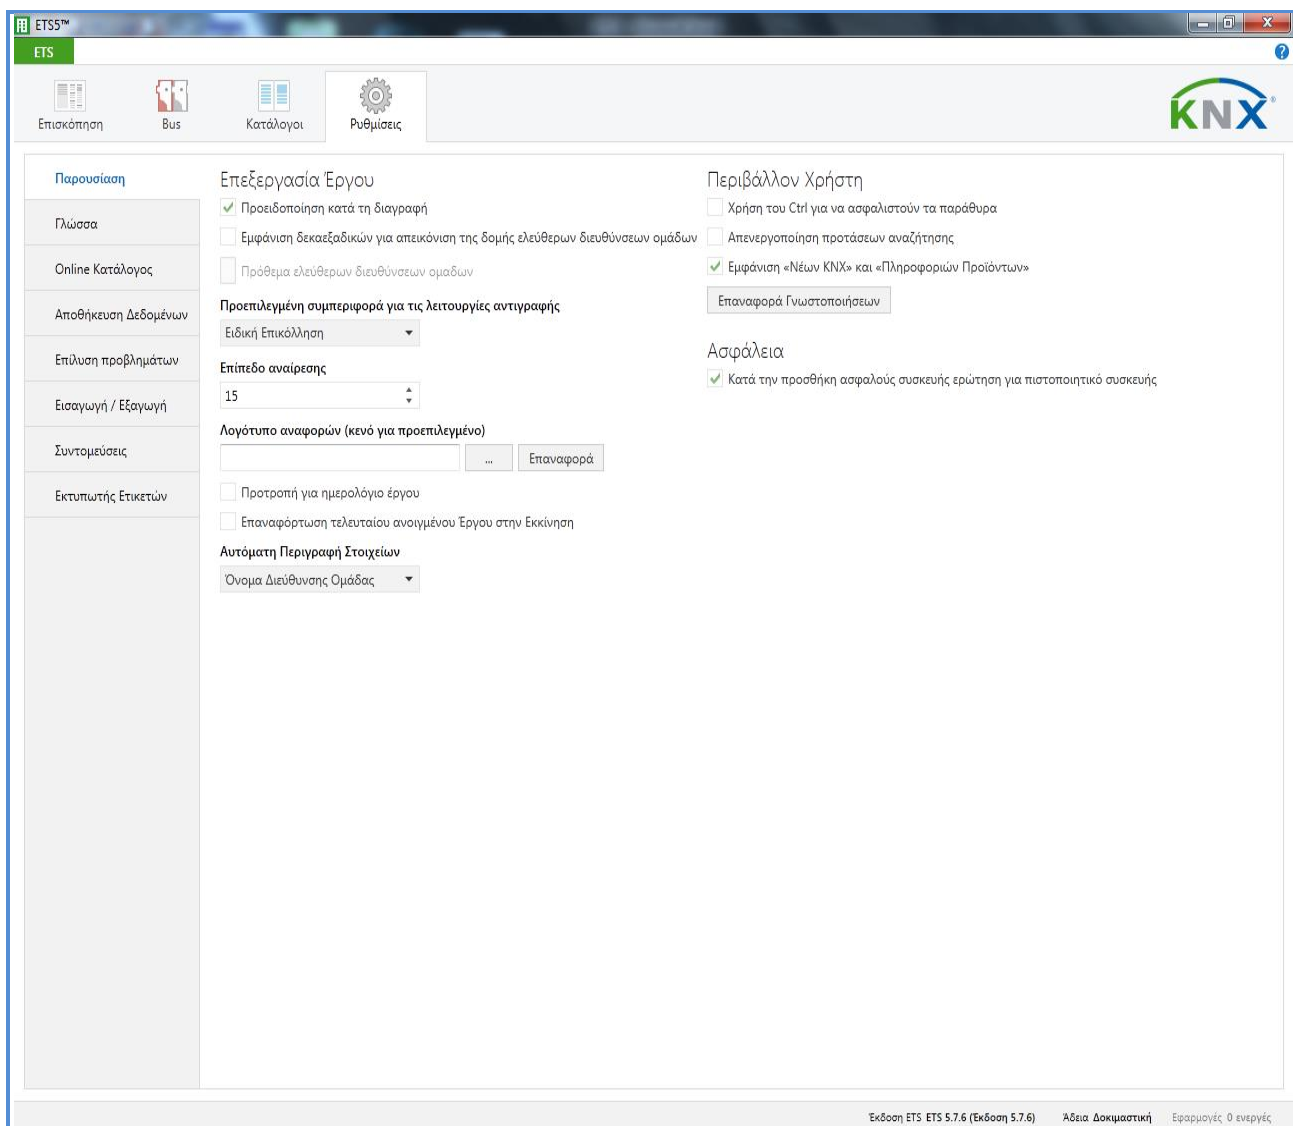 ETS5™
ETS
Επισκόπηση
Bus
Κατάλογοι
Ρυθμίσεις
KNX®
Παρουσίαση
Γλώσσα
Online Κατάλογος
Αποθήκευση Δεδομένων
Επίλυση προβλημάτων
Εισαγωγή / Εξαγωγή
Συντομεύσεις
Εκτυπωτής Ετικετών
Επεξεργασία Έργου
Προειδοποίηση κατά τη διαγραφή
Εμφάνιση δεκαεξαδικών για απεικόνιση της δομής ελεύθερων διευθύνσεων ομάδων
Πρόθεμα ελεύθερων διευθύνσεων ομαδων
Προεπιλεγμένη συμπεριφορά για τις λειτουργίες αντιγραφής
Ειδική Επικόλληση
Επίπεδο αναίρεσης
15
Λογότυπο αναφορών (κενό για προεπιλεγμένο)
... Επαναφορά
Προτροπή για ημερολόγιο έργου
Επαναφόρτωση τελευταίου ανοιγμένου Έργου στην Εκκίνηση
Αυτόματη Περιγραφή Στοιχείων
Όνομα Διεύθυνσης Ομάδας
Περιβάλλον Χρήστη
Χρήση του Ctrl για να ασφαλιστούν τα παράθυρα
Απενεργοποίηση προτάσεων αναζήτησης
Εμφάνιση «Νέων KNX» και «Πληροφοριών Προϊόντων»
Επαναφορά Γνωστοποιήσεων
Ασφάλεια
Κατά την προσθήκη ασφαλούς συσκευής ερώτηση για πιστοποιητικό συσκευής
Έκδοση ETS ETS 5.7.6 (Έκδοση 5.7.6) Άδεια Δοκιμαστική Εφαρμογές 0 ενεργές